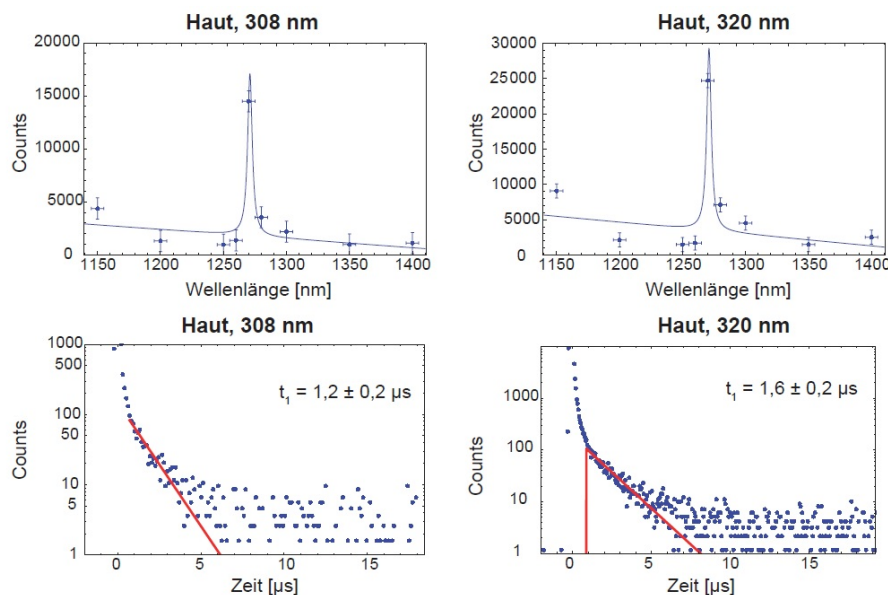 Haut, 308 nm
20000
15000
10000
5000
0
Counts
1150 1200 1250 1300 1350 1400
Wellenlänge [nm]
Haut, 320 nm
30000
25000
20000
15000
10000
5000
0
Counts
1150 1200 1250 1300 1350 1400
Wellenlänge [nm]
Haut, 308 nm
1000
500
100
50
10
5
1
Counts
t₁ = 1,2 ± 0,2 µs
0 5 10 15
Zeit [µs]
Haut, 320 nm
1000
100
10
1
Counts
t₁ = 1,6 ± 0,2 µs
0 5 10 15
Zeit [µs]